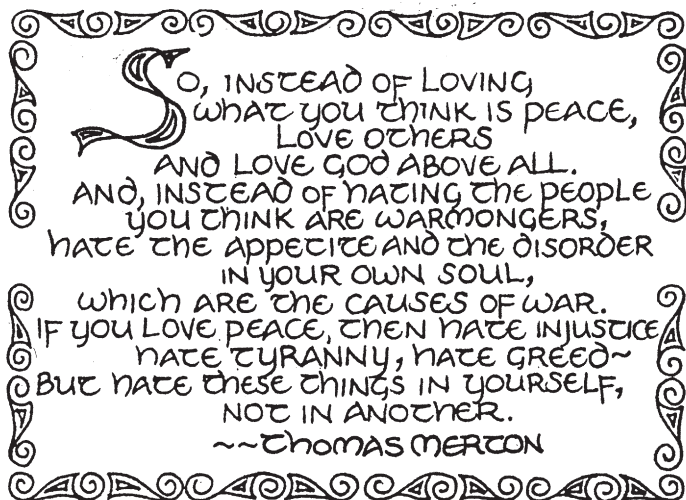 So, instead of loving
what you think is peace,
love others
and love God above all.
And, instead of hating the people
you think are warmongers,
hate the appetite and the disorder
in your own soul,
which are the causes of war.
If you love peace, then hate injustice
hate tyranny, hate greed~
But hate these things in yourself,
not in another.
~~Thomas Merton